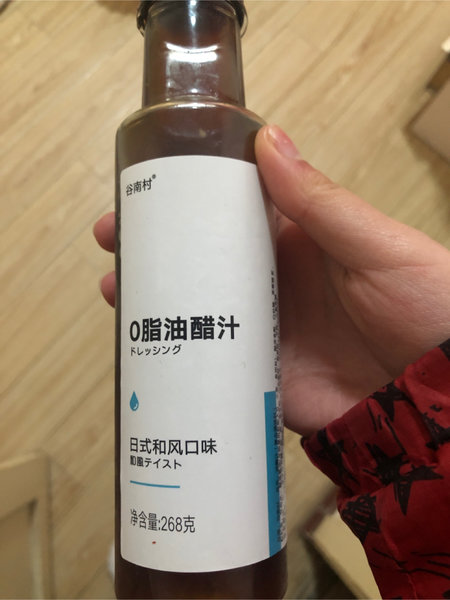 谷南村®
0脂油醋汁
ドレッシング
日式和风口味
和風テイスト
净含量:268克